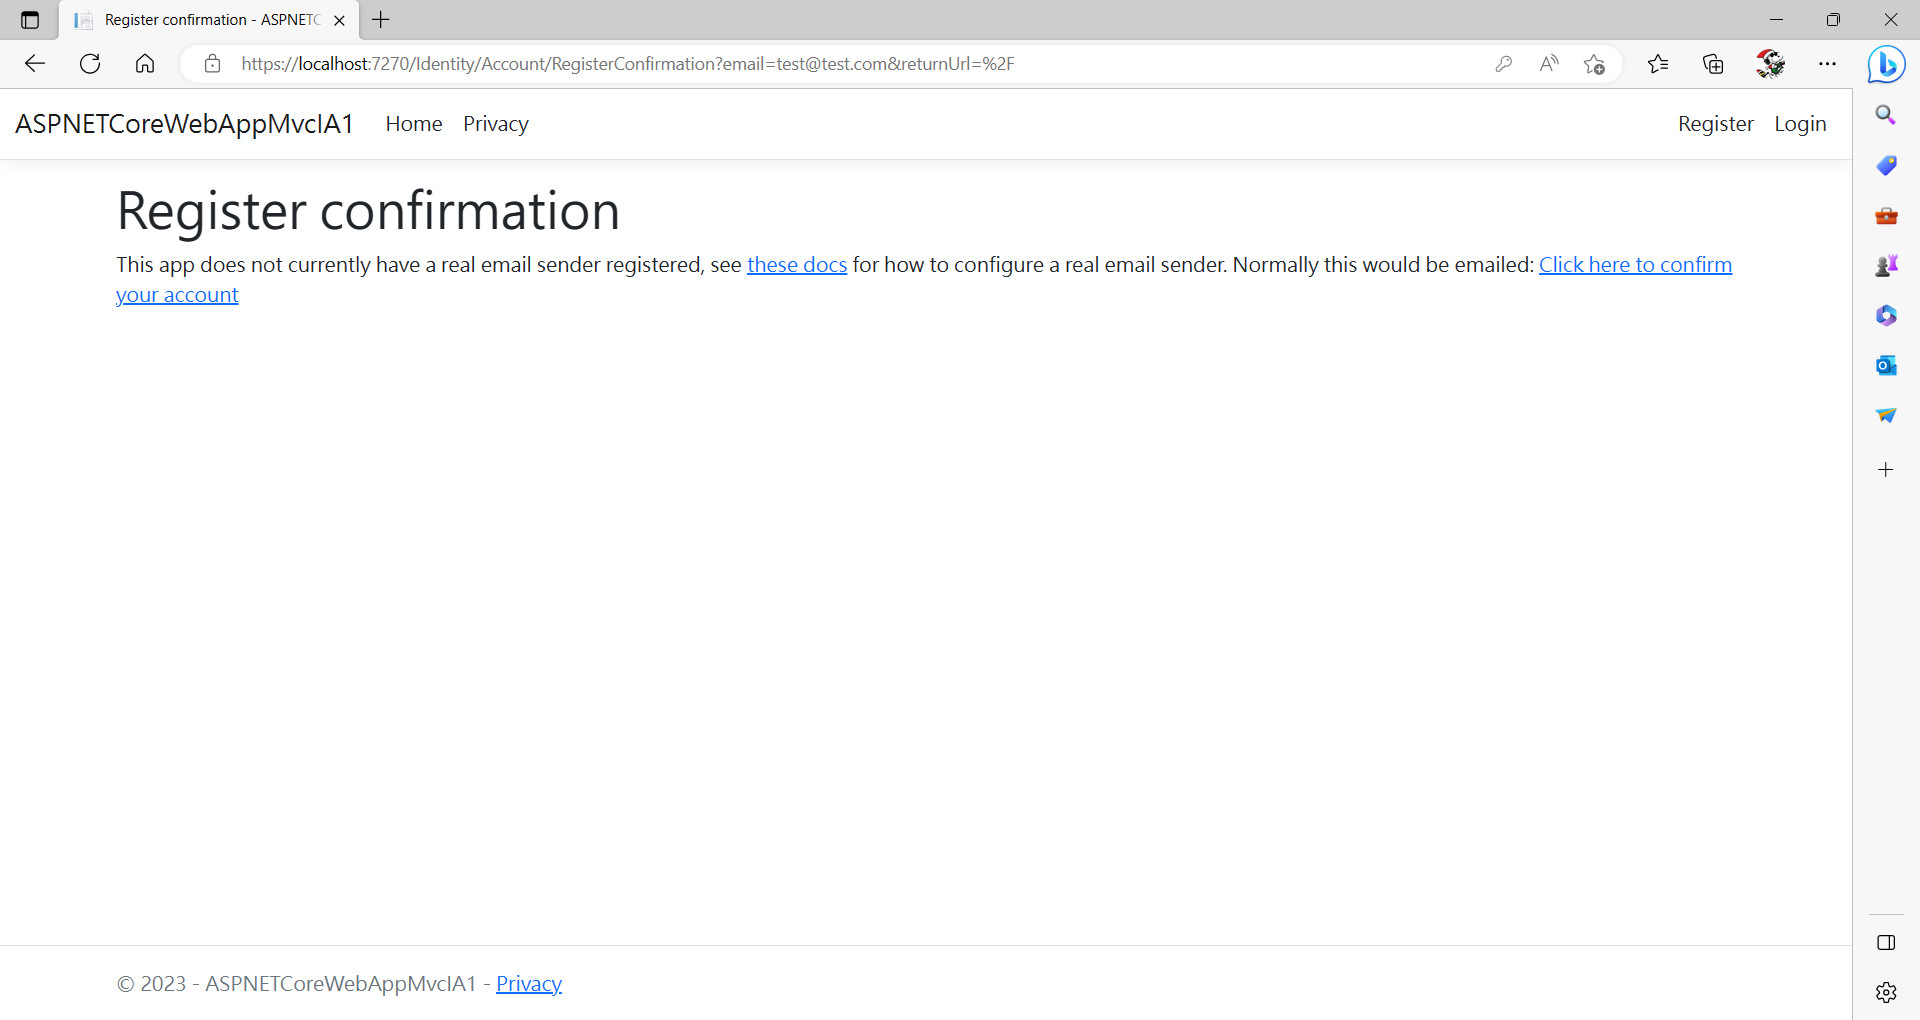 Register confirmation - ASPNETC
https://localhost:7270/Identity/Account/RegisterConfirmation?email=test@test.com&returnUrl=%2F
ASPNETCoreWebAppMvcIA1 Home Privacy Register Login
Register confirmation
This app does not currently have a real email sender registered, see these docs for how to configure a real email sender. Normally this would be emailed: Click here to confirm
your account
© 2023 - ASPNETCoreWebAppMvcIA1 - Privacy